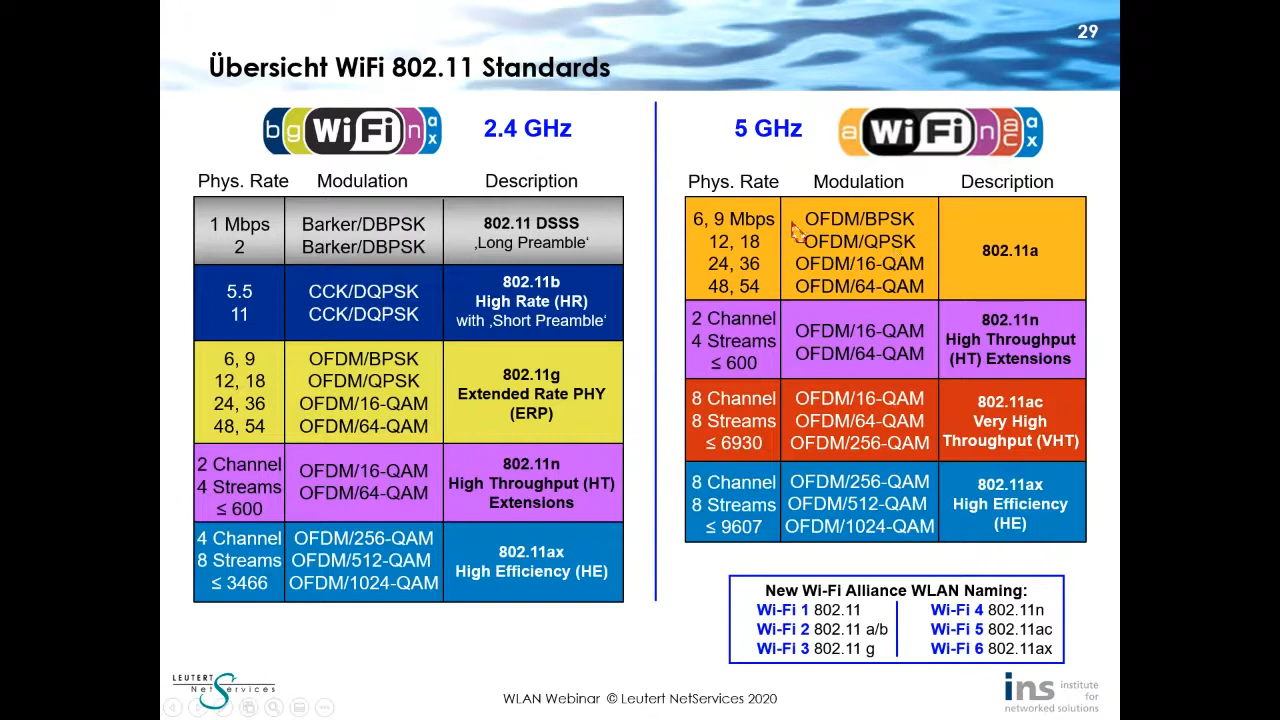 29
Übersicht WiFi 802.11 Standards
b g WiFi n ax
2.4 GHz
Phys. Rate Modulation Description
1 Mbps Barker/DBPSK 802.11 DSSS
2 Barker/DBPSK ‚Long Preamble‘
5.5 CCK/DQPSK 802.11b
11 CCK/DQPSK High Rate (HR)
with ‚Short Preamble‘
6, 9 OFDM/BPSK 802.11g
12, 18 OFDM/QPSK Extended Rate PHY
24, 36 OFDM/16-QAM (ERP)
48, 54 OFDM/64-QAM
2 Channel OFDM/16-QAM 802.11n
4 Streams OFDM/64-QAM High Throughput (HT)
≤ 600 Extensions
4 Channel OFDM/256-QAM 802.11ax
8 Streams OFDM/512-QAM High Efficiency (HE)
≤ 3466 OFDM/1024-QAM
5 GHz
a WiFi n ac ax
Phys. Rate Modulation Description
6, 9 Mbps OFDM/BPSK 802.11a
12, 18 OFDM/QPSK
24, 36 OFDM/16-QAM
48, 54 OFDM/64-QAM
2 Channel OFDM/16-QAM 802.11n
4 Streams OFDM/64-QAM High Throughput
≤ 600 (HT) Extensions
8 Channel OFDM/16-QAM 802.11ac
8 Streams OFDM/64-QAM Very High
≤ 6930 OFDM/256-QAM Throughput (VHT)
8 Channel OFDM/256-QAM 802.11ax
8 Streams OFDM/512-QAM High Efficiency
≤ 9607 OFDM/1024-QAM (HE)
New Wi-Fi Alliance WLAN Naming:
Wi-Fi 1 802.11 Wi-Fi 4 802.11n
Wi-Fi 2 802.11 a/b Wi-Fi 5 802.11ac
Wi-Fi 3 802.11 g Wi-Fi 6 802.11ax
LEUTERT
NetServices
WLAN Webinar © Leutert NetServices 2020
ins institute
for
networked solutions